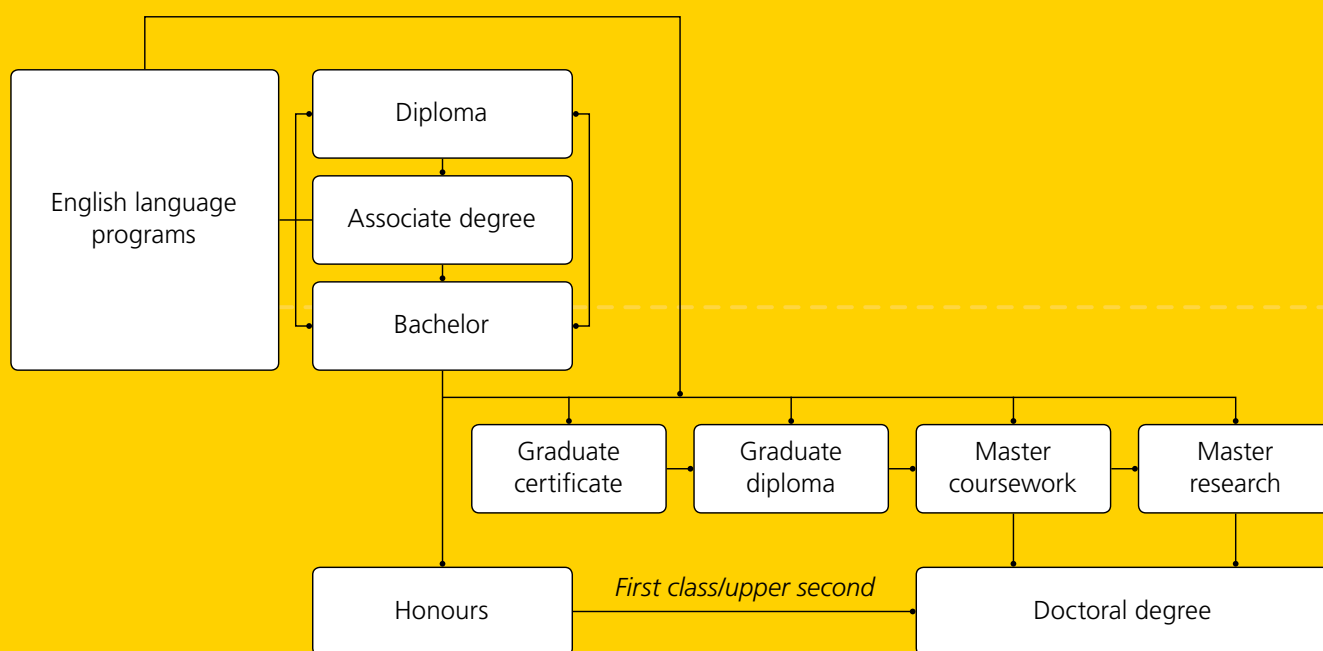 Diploma
English language
programs
Associate degree
Bachelor
Graduate
certificate
Graduate
diploma
Master
coursework
Master
research
First class/upper second
Honours
Doctoral degree